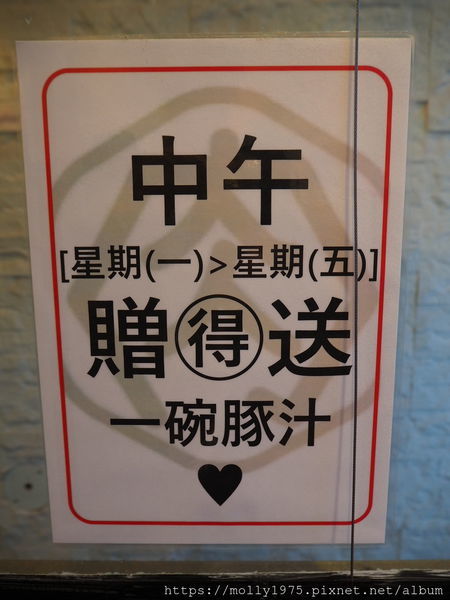 中午
[星期(一)>星期(五)]
贈得送
一碗豚汁
♥
https://molly1975.pixnet.net/album